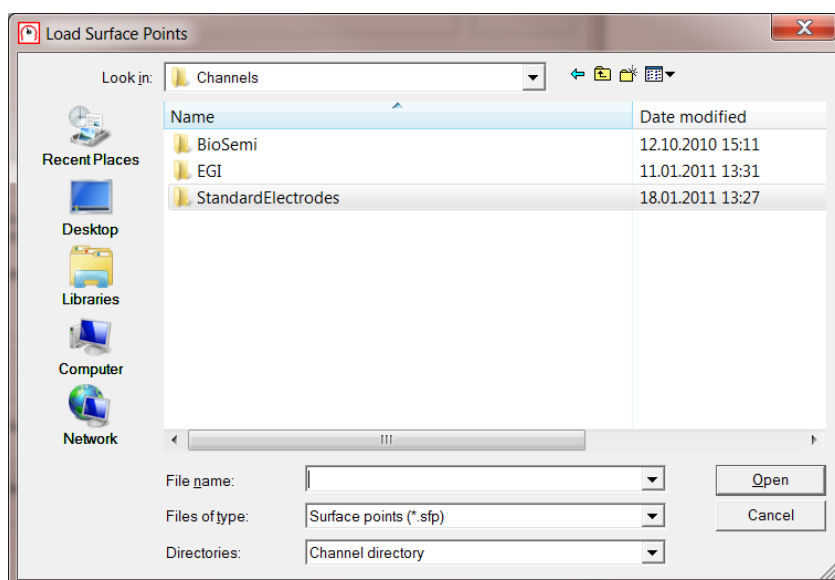 Load Surface Points
X
Look in: Channels
Name Date modified
BioSemi 12.10.2010 15:11
EGI 11.01.2011 13:31
StandardElectrodes 18.01.2011 13:27
Recent Places
Desktop
Libraries
Computer
Network
File name: Open
Files of type: Surface points (*.sfp) Cancel
Directories: Channel directory